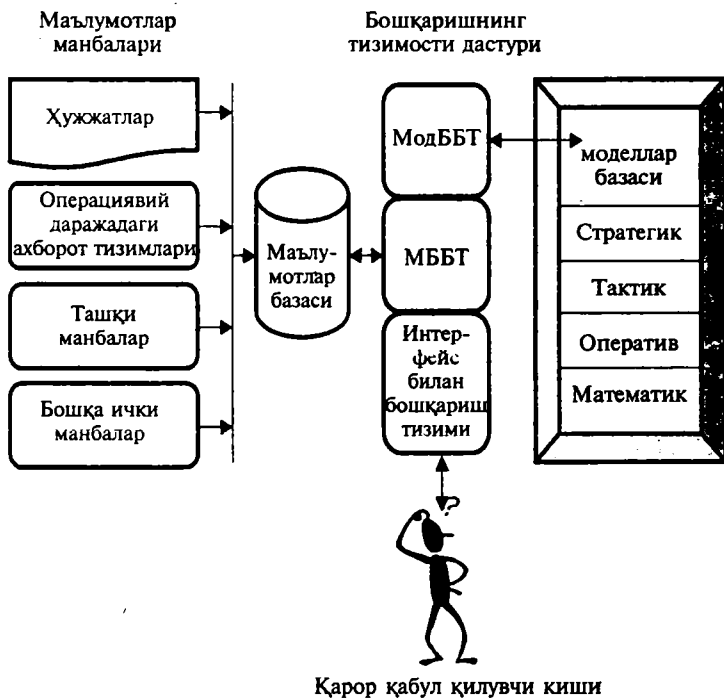 Маълумотлар
манбалари
Ҳужжатлар
Операциявий
даражадаги
ахборот тизимлари
Ташқи
манбалар
Бошқа ички
манбалар
Маълу-
мотлар
базаси
Бошқаришнинг
тизимости дастури
МодББТ
МББТ
Интер-
фейс
билан
бошқариш
тизими
моделлар
базаси
Стратегик
Тактик
Оператив
Математик
?
Қарор қабул қилувчи киши